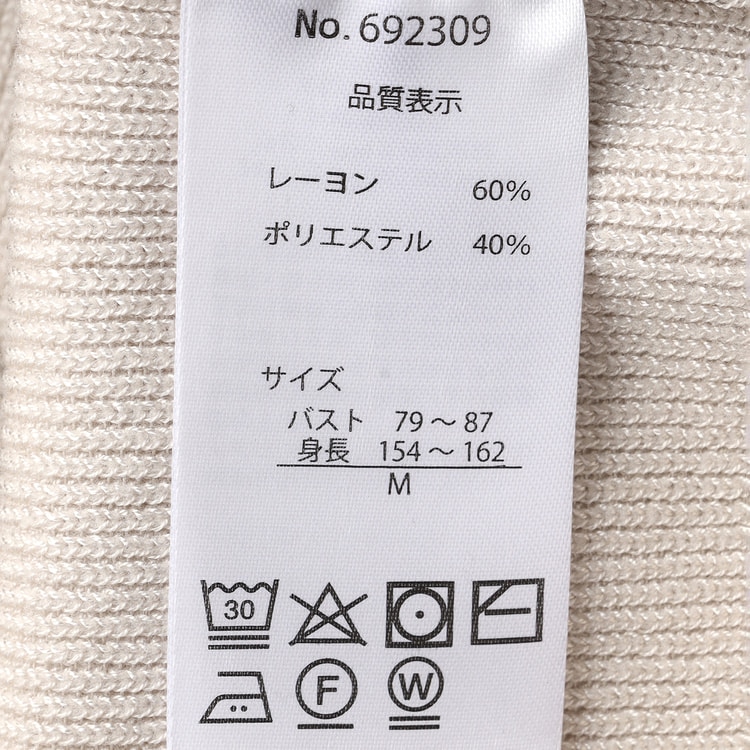 No. 692309
品質表示
レーヨン 60%
ポリエステル 40%
サイズ
バスト 79～87
身長 154～162
M
30
F W